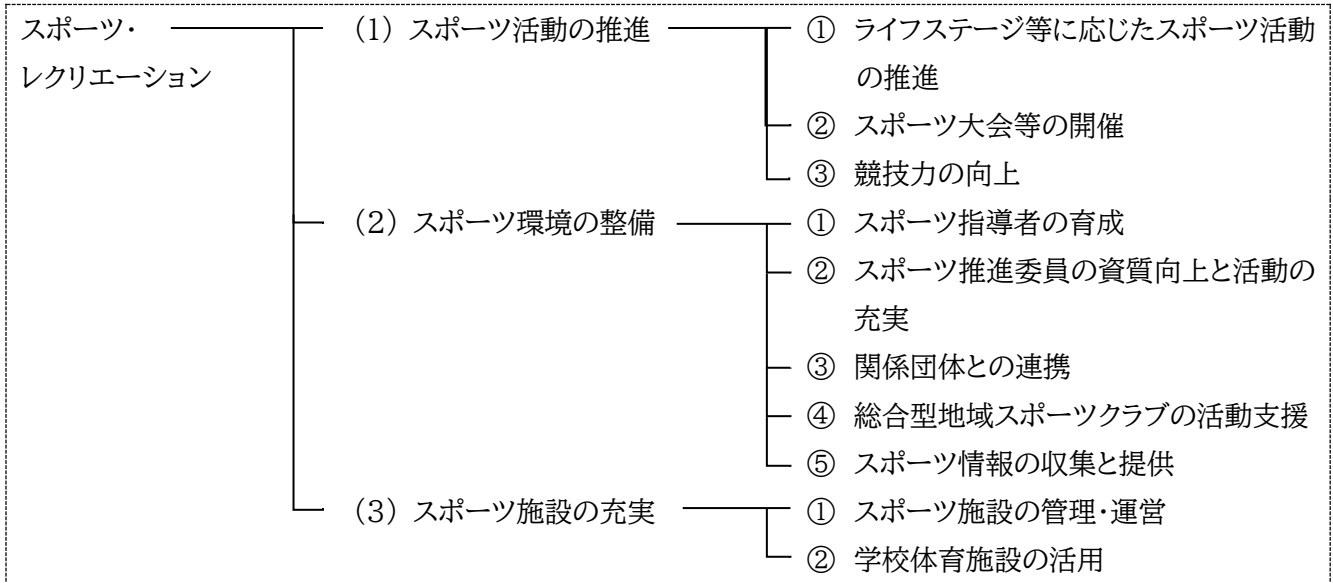 スポーツ・
レクリエーション
(1) スポーツ活動の推進
① ライフステージ等に応じたスポーツ活動
の推進
② スポーツ大会等の開催
③ 競技力の向上
(2) スポーツ環境の整備
① スポーツ指導者の育成
② スポーツ推進委員の資質向上と活動の
充実
③ 関係団体との連携
④ 総合型地域スポーツクラブの活動支援
⑤ スポーツ情報の収集と提供
(3) スポーツ施設の充実
① スポーツ施設の管理・運営
② 学校体育施設の活用